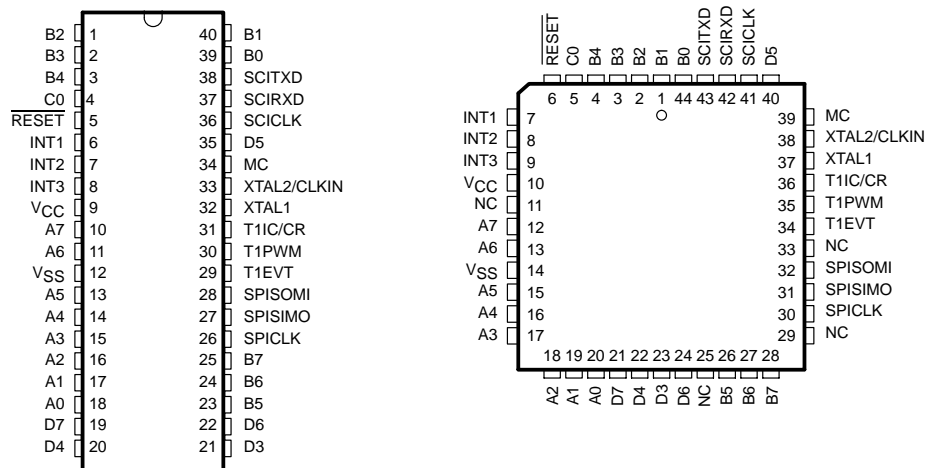 B2 1 40 B1
B3 2 39 B0
B4 3 38 SCITXD
C0 4 37 SCIRXD
RESET 5 36 SCICLK
INT1 6 35 D5
INT2 7 34 MC
INT3 8 33 XTAL2/CLKIN
VCC 9 32 XTAL1
A7 10 31 T1IC/CR
A6 11 30 T1PWM
VSS 12 29 T1EVT
A5 13 28 SPISOMI
A4 14 27 SPISIMO
A3 15 26 SPICLK
A2 16 25 B7
A1 17 24 B6
A0 18 23 B5
D7 19 22 D6
D4 20 21 D3
RESET C0 B4 B3 B2 B1 B0 SCITXD SCIRXD SCICLK D5
6 5 4 3 2 1 44 43 42 41 40
INT1 7 39 MC
INT2 8 38 XTAL2/CLKIN
INT3 9 37 XTAL1
VCC 10 36 T1IC/CR
NC 11 35 T1PWM
A7 12 34 T1EVT
A6 13 33 NC
VSS 14 32 SPISOMI
A5 15 31 SPISIMO
A4 16 30 SPICLK
A3 17 29 NC
18 19 20 21 22 23 24 25 26 27 28
A2 A1 A0 D7 D4 D3 D6 NC B5 B6 B7